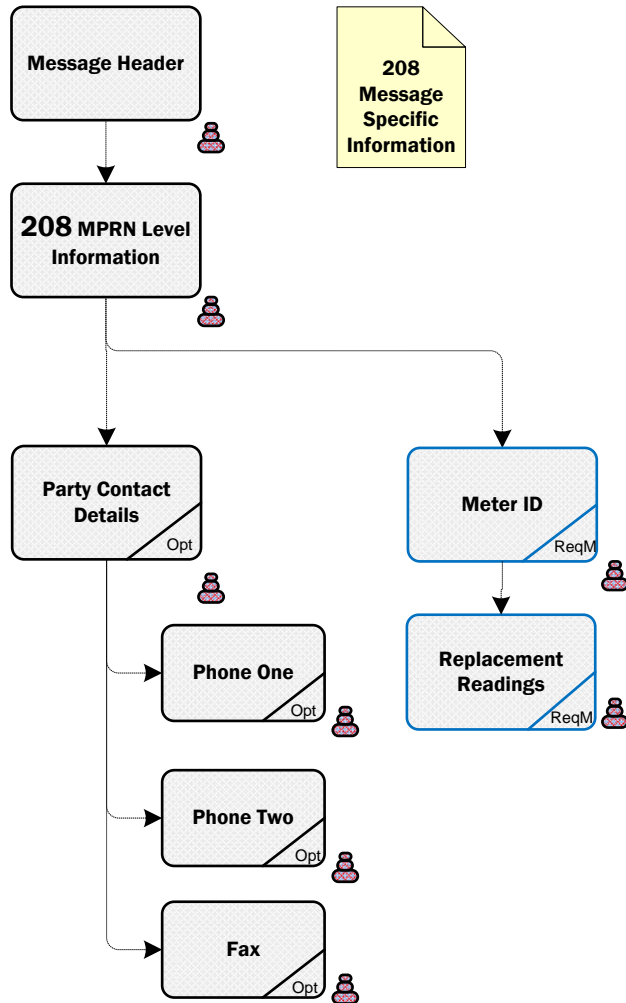 Message Header
208
Message
Specific
Information
208 MPRN Level
Information
Party Contact
Details
Opt
Meter ID
ReqM
Phone One
Opt
Replacement
Readings
ReqM
Phone Two
Opt
Fax
Opt